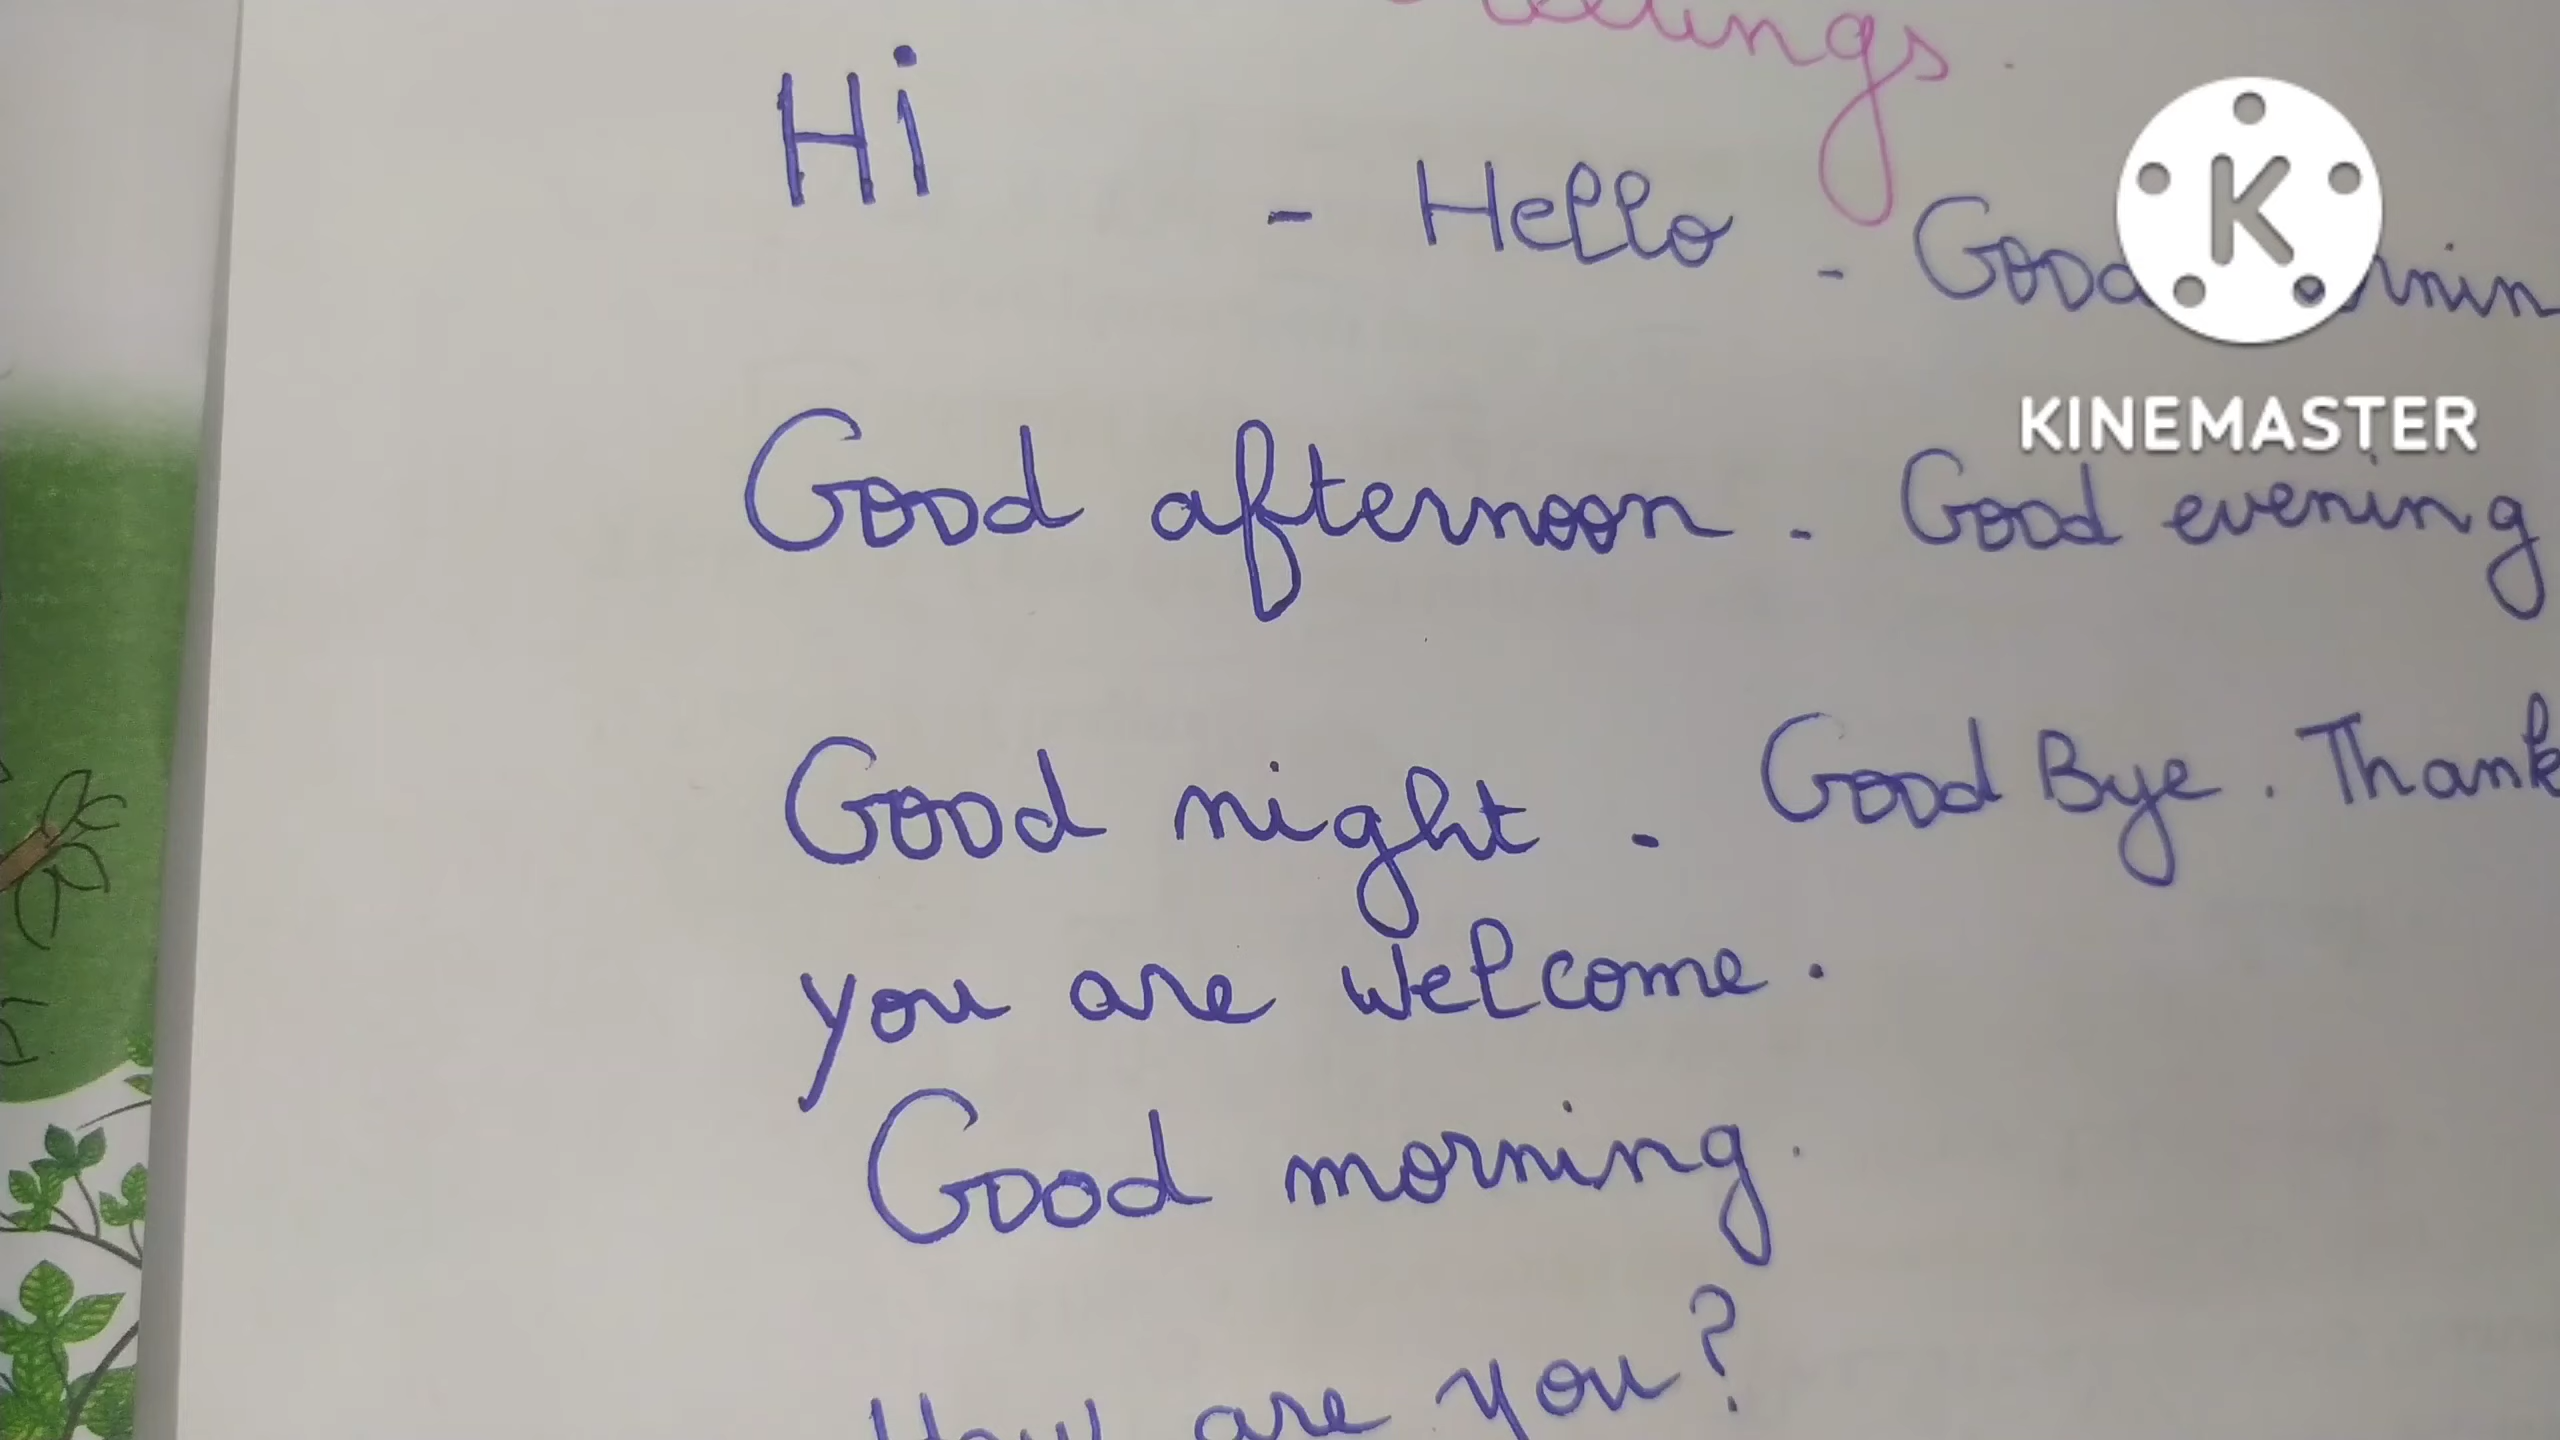 Hi - Hello - Good
Good afternoon - Good evening
Good night - Good Bye. Thank
you are welcome.
Good morning.
How are you?
K
KINEMASTER